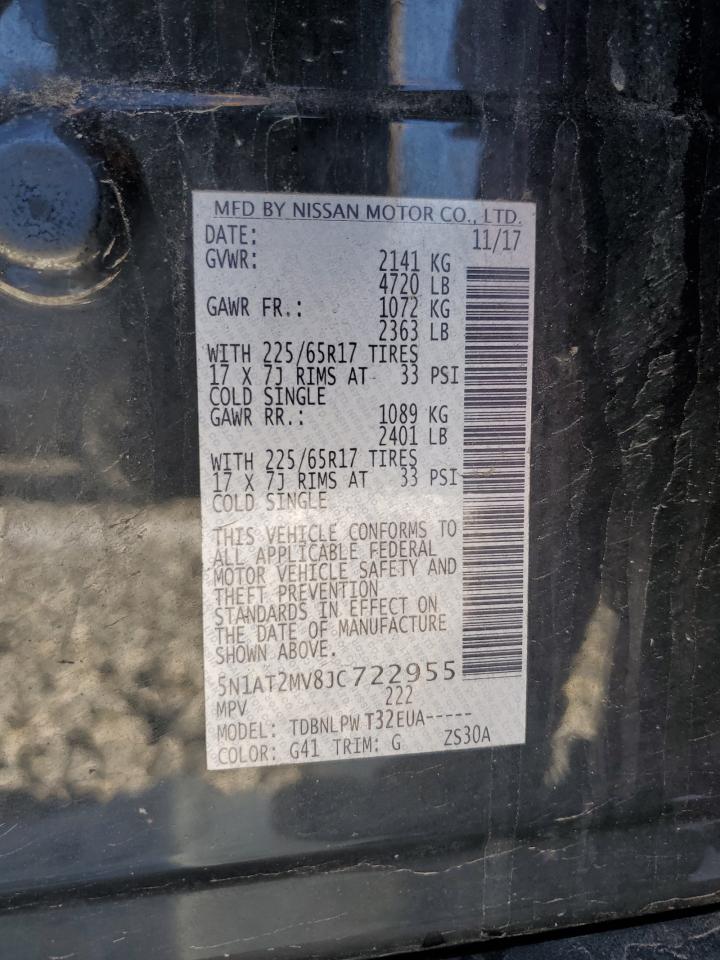 MFD BY NISSAN MOTOR CO., LTD.
DATE: 11/17
GVWR: 2141 KG
4720 LB
GAWR FR.: 1072 KG
2363 LB
WITH 225/65R17 TIRES
17 X 7J RIMS AT 33 PSI
COLD SINGLE
GAWR RR.: 1089 KG
2401 LB
WITH 225/65R17 TIRES
17 X 7J RIMS AT 33 PSI
COLD SINGLE
THIS VEHICLE CONFORMS TO
ALL APPLICABLE FEDERAL
MOTOR VEHICLE SAFETY AND
THEFT PREVENTION
STANDARDS IN EFFECT ON
THE DATE OF MANUFACTURE
SHOWN ABOVE.
5N1AT2MV8JC722955
MPV 222
MODEL: TDBNLPW T32EUA-----
COLOR: G41 TRIM: G ZS30A